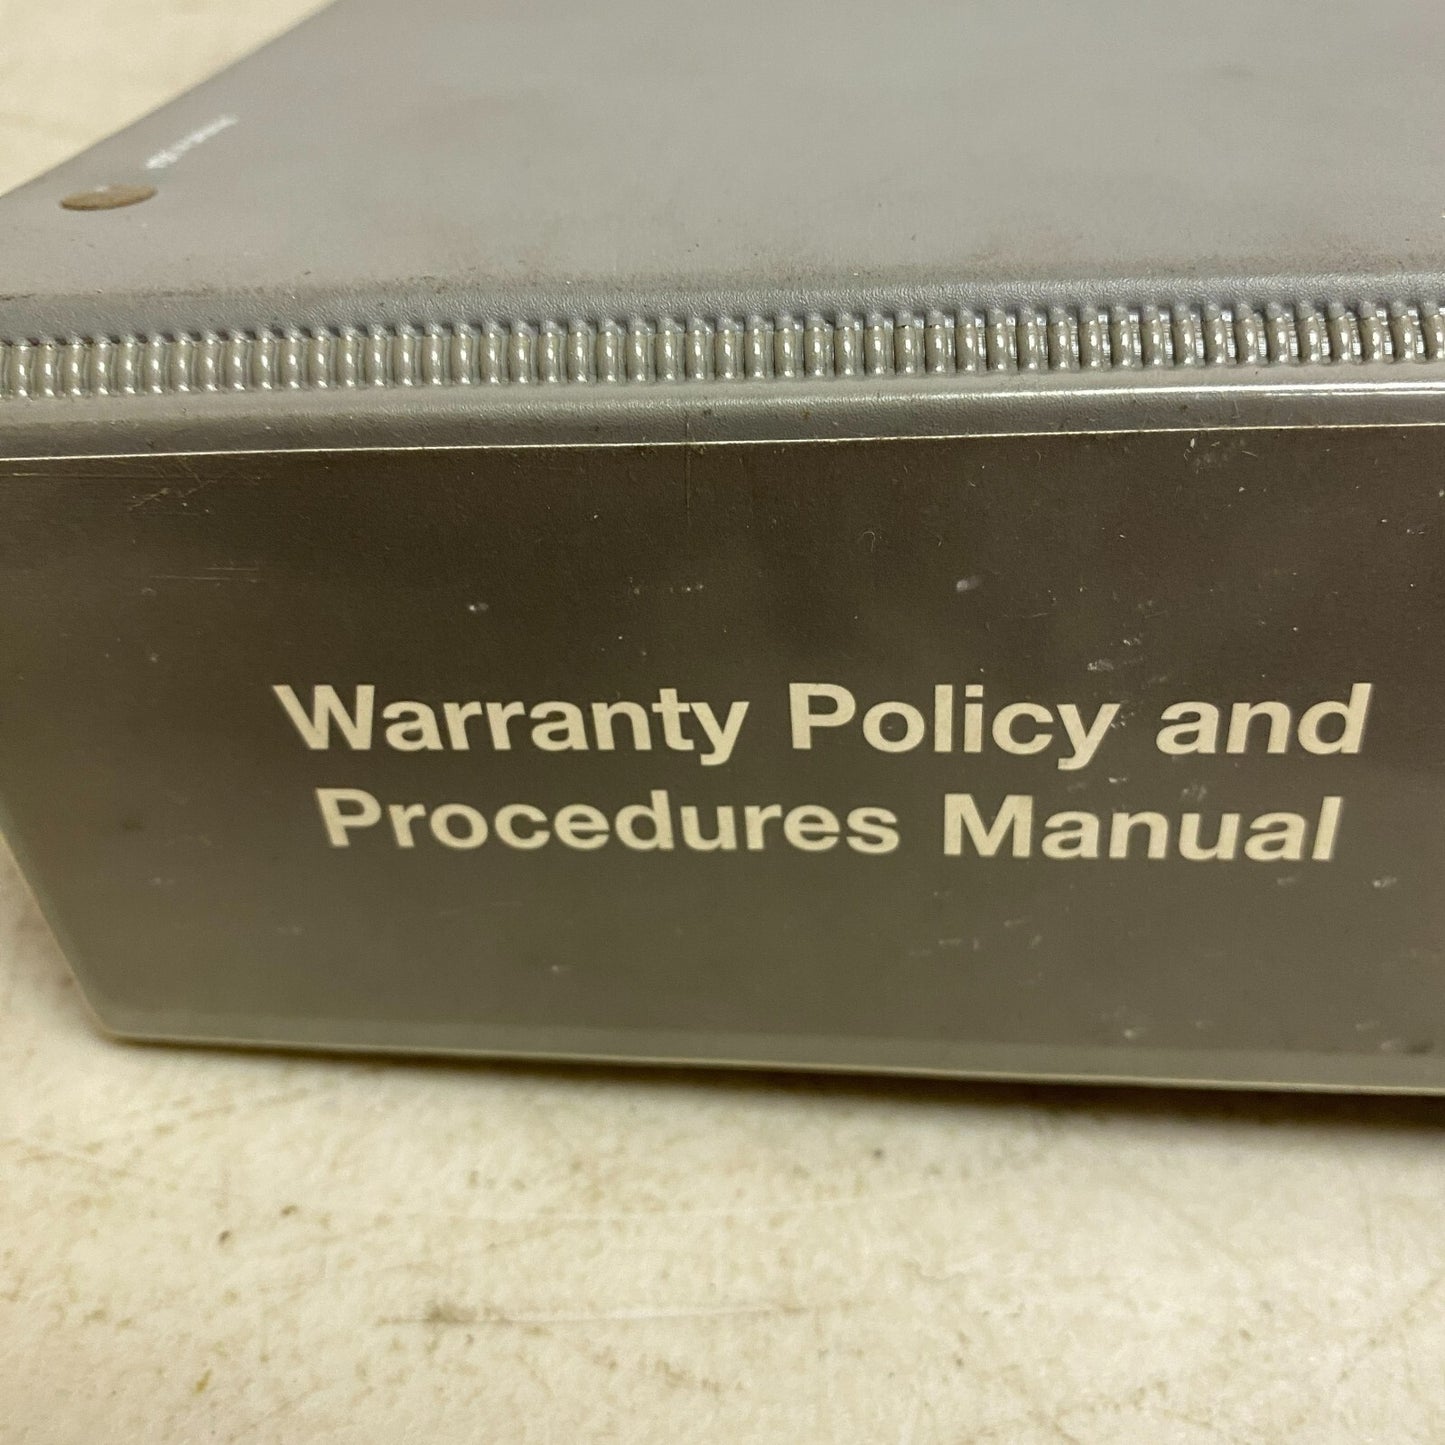 Warranty Policy and
Procedures Manual